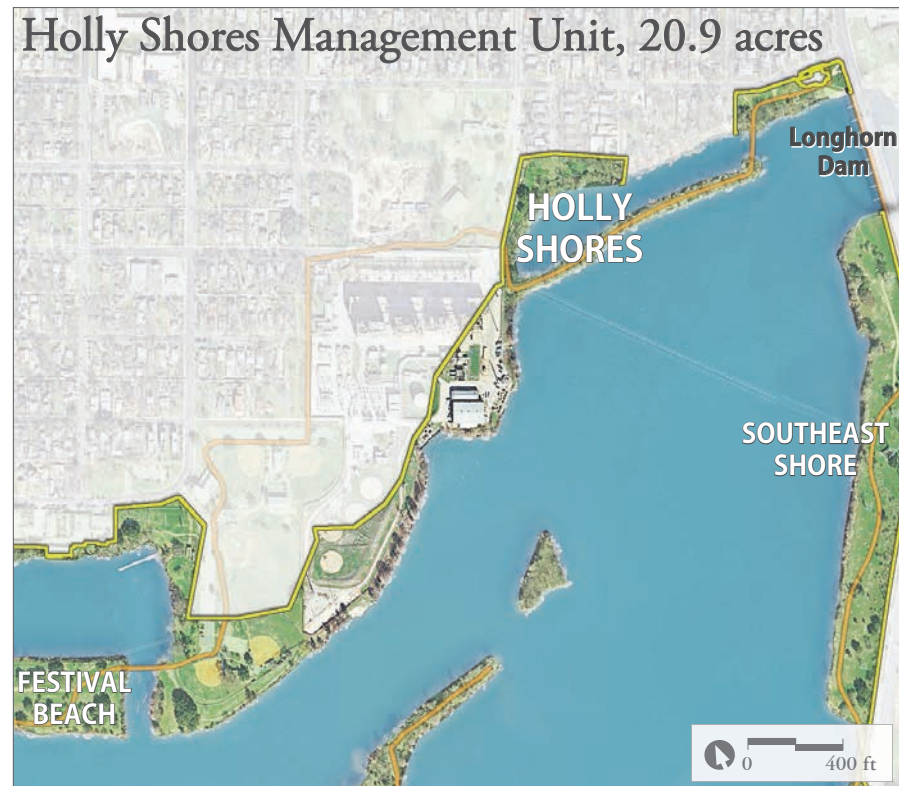 Holly Shores Management Unit, 20.9 acres
Longhorn
Dam
HOLLY
SHORES
SOUTHEAST
SHORE
FESTIVAL
BEACH
0 400 ft